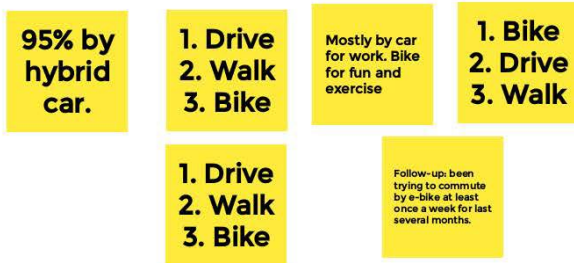 95% by
hybrid
car.
1. Drive
2. Walk
3. Bike
Mostly by car
for work. Bike
for fun and
exercise
1. Bike
2. Drive
3. Walk
1. Drive
2. Walk
3. Bike
Follow-up: been
trying to commute
by e-bike at least
once a week for last
several months.